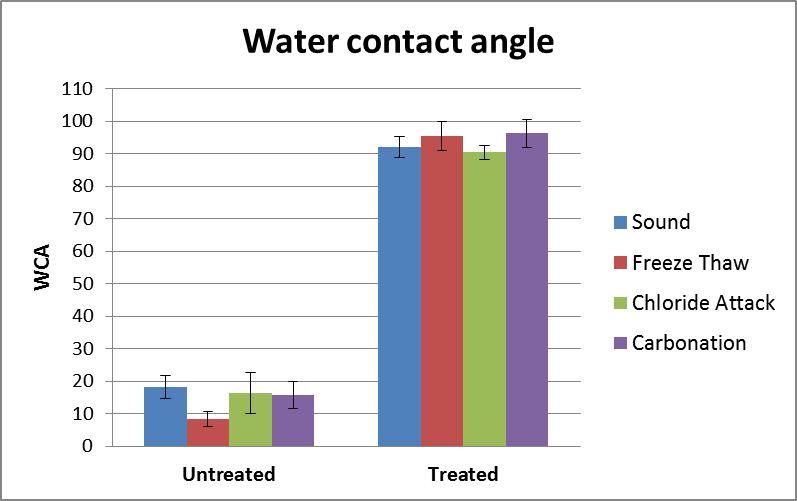 Water contact angle
110
100
90
80
70
60
50
40
30
20
10
0
WCA
Untreated
Treated
Sound
Freeze Thaw
Chloride Attack
Carbonation